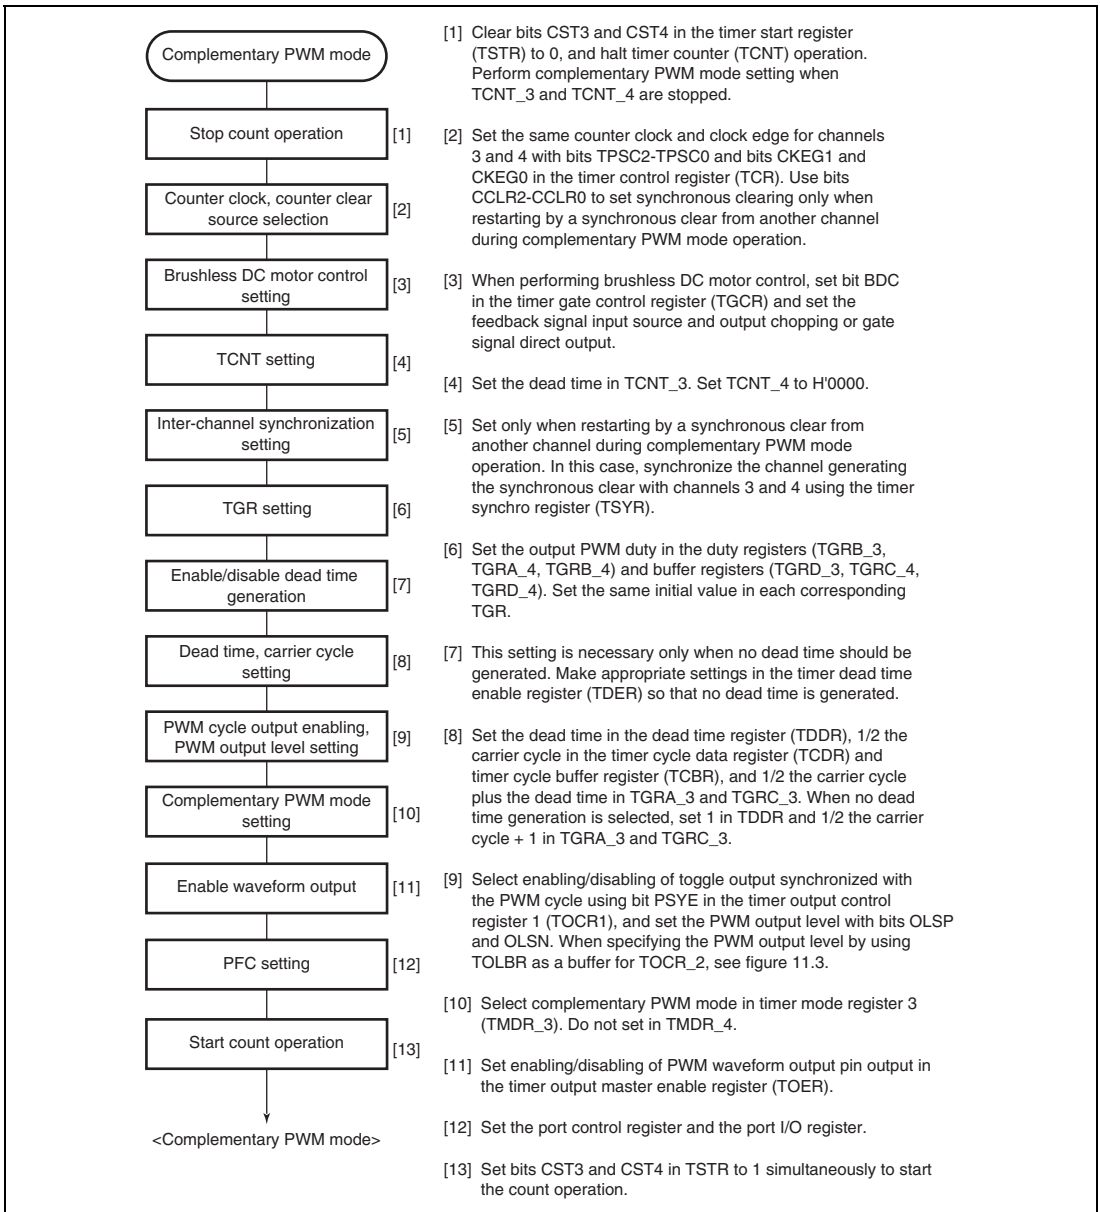 Complementary PWM mode
Stop count operation
[1]
Counter clock, counter clear
source selection
[2]
Brushless DC motor control
setting
[3]
TCNT setting
[4]
Inter-channel synchronization
setting
[5]
TGR setting
[6]
Enable/disable dead time
generation
[7]
Dead time, carrier cycle
setting
[8]
PWM cycle output enabling,
PWM output level setting
[9]
Complementary PWM mode
setting
[10]
Enable waveform output
[11]
PFC setting
[12]
Start count operation
[13]
<Complementary PWM mode>
[1] Clear bits CST3 and CST4 in the timer start register
(TSTR) to 0, and halt timer counter (TCNT) operation.
Perform complementary PWM mode setting when
TCNT_3 and TCNT_4 are stopped.
[2] Set the same counter clock and clock edge for channels
3 and 4 with bits TPSC2-TPSC0 and bits CKEG1 and
CKEG0 in the timer control register (TCR). Use bits
CCLR2-CCLR0 to set synchronous clearing only when
restarting by a synchronous clear from another channel
during complementary PWM mode operation.
[3] When performing brushless DC motor control, set bit BDC
in the timer gate control register (TGCR) and set the
feedback signal input source and output chopping or gate
signal direct output.
[4] Set the dead time in TCNT_3. Set TCNT_4 to H'0000.
[5] Set only when restarting by a synchronous clear from
another channel during complementary PWM mode
operation. In this case, synchronize the channel generating
the synchronous clear with channels 3 and 4 using the timer
synchro register (TSYR).
[6] Set the output PWM duty in the duty registers (TGRB_3,
TGRA_4, TGRB_4) and buffer registers (TGRD_3, TGRC_4,
TGRD_4). Set the same initial value in each corresponding
TGR.
[7] This setting is necessary only when no dead time should be
generated. Make appropriate settings in the timer dead time
enable register (TDER) so that no dead time is generated.
[8] Set the dead time in the dead time register (TDDR), 1/2 the
carrier cycle in the timer cycle data register (TCDR) and
timer cycle buffer register (TCBR), and 1/2 the carrier cycle
plus the dead time in TGRA_3 and TGRC_3. When no dead
time generation is selected, set 1 in TDDR and 1/2 the carrier
cycle + 1 in TGRA_3 and TGRC_3.
[9] Select enabling/disabling of toggle output synchronized with
the PWM cycle using bit PSYE in the timer output control
register 1 (TOCR1), and set the PWM output level with bits OLSP
and OLSN. When specifying the PWM output level by using
TOLBR as a buffer for TOCR_2, see figure 11.3.
[10] Select complementary PWM mode in timer mode register 3
(TMDR_3). Do not set in TMDR_4.
[11] Set enabling/disabling of PWM waveform output pin output in
the timer output master enable register (TOER).
[12] Set the port control register and the port I/O register.
[13] Set bits CST3 and CST4 in TSTR to 1 simultaneously to start
the count operation.